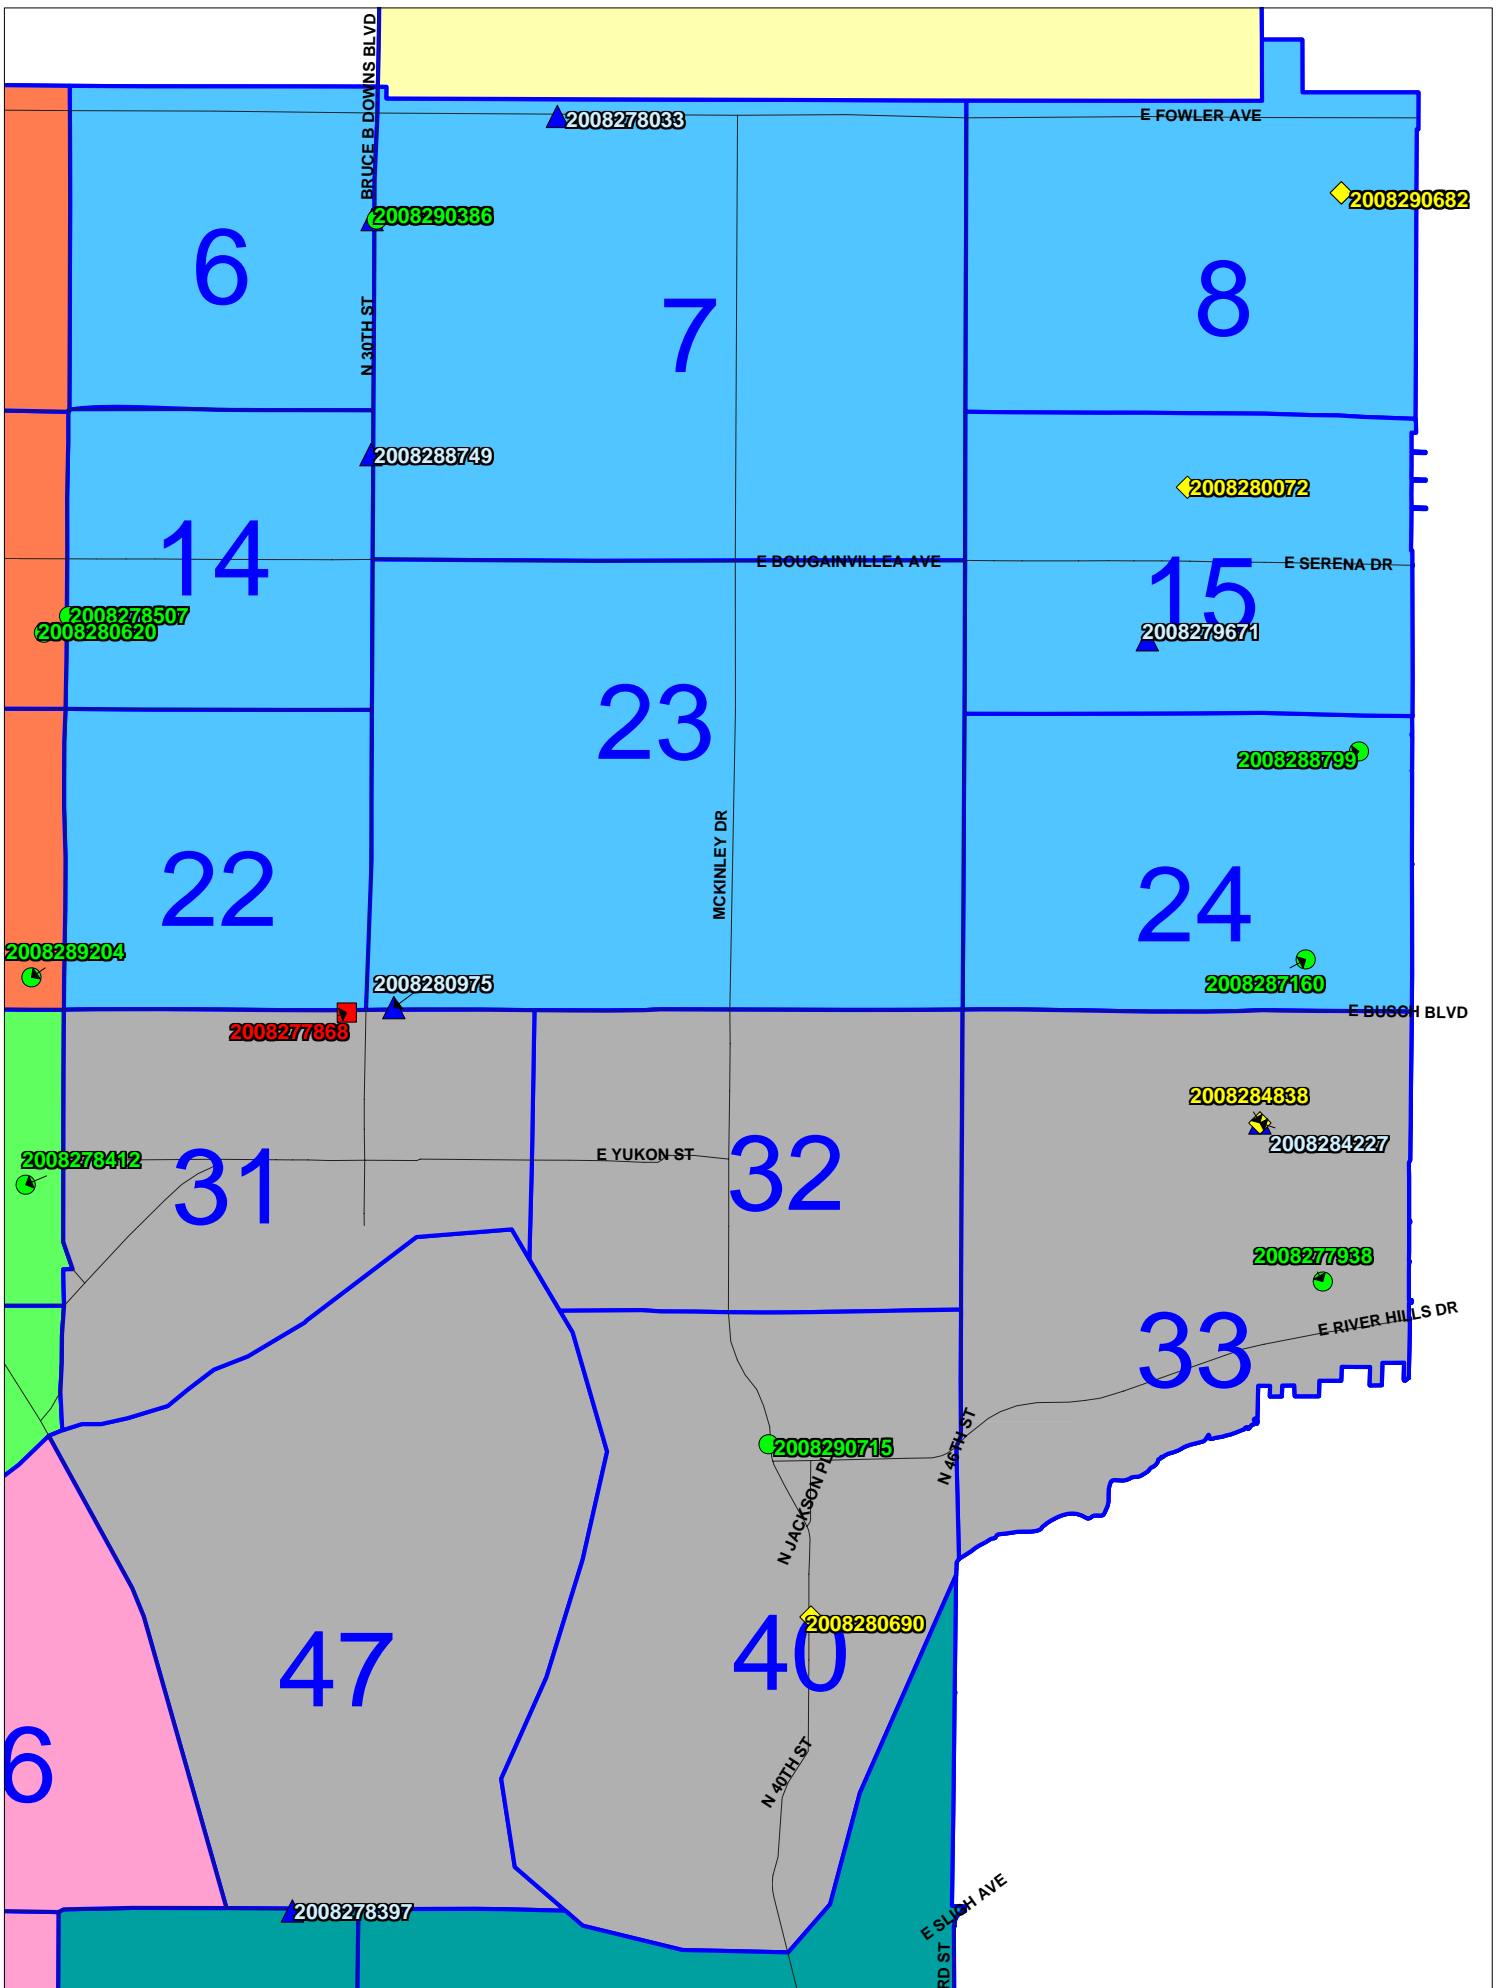 BRUCE B DOWNS BLVD
E FOWLER AVE
2008278033
2008290682
2008290386
6
7
8
N 30TH ST
2008288749
2008280072
14
E BOUGAINVILLEA AVE
E SERENA DR
15
2008278507
2008280620
2008279671
23
2008288799
MCKINLEY DR
22
24
2008289204
2008280975
2008287160
2008277868
E BUSCH BLVD
2008284838
2008284227
2008278412
31
E YUKON ST
32
2008277938
E RIVER HILLS DR
33
2008290715
N 46TH ST
N JACKSON PL
2008280690
47
40
6
N 40TH ST
2008278397
E SLIGH AVE
RD ST